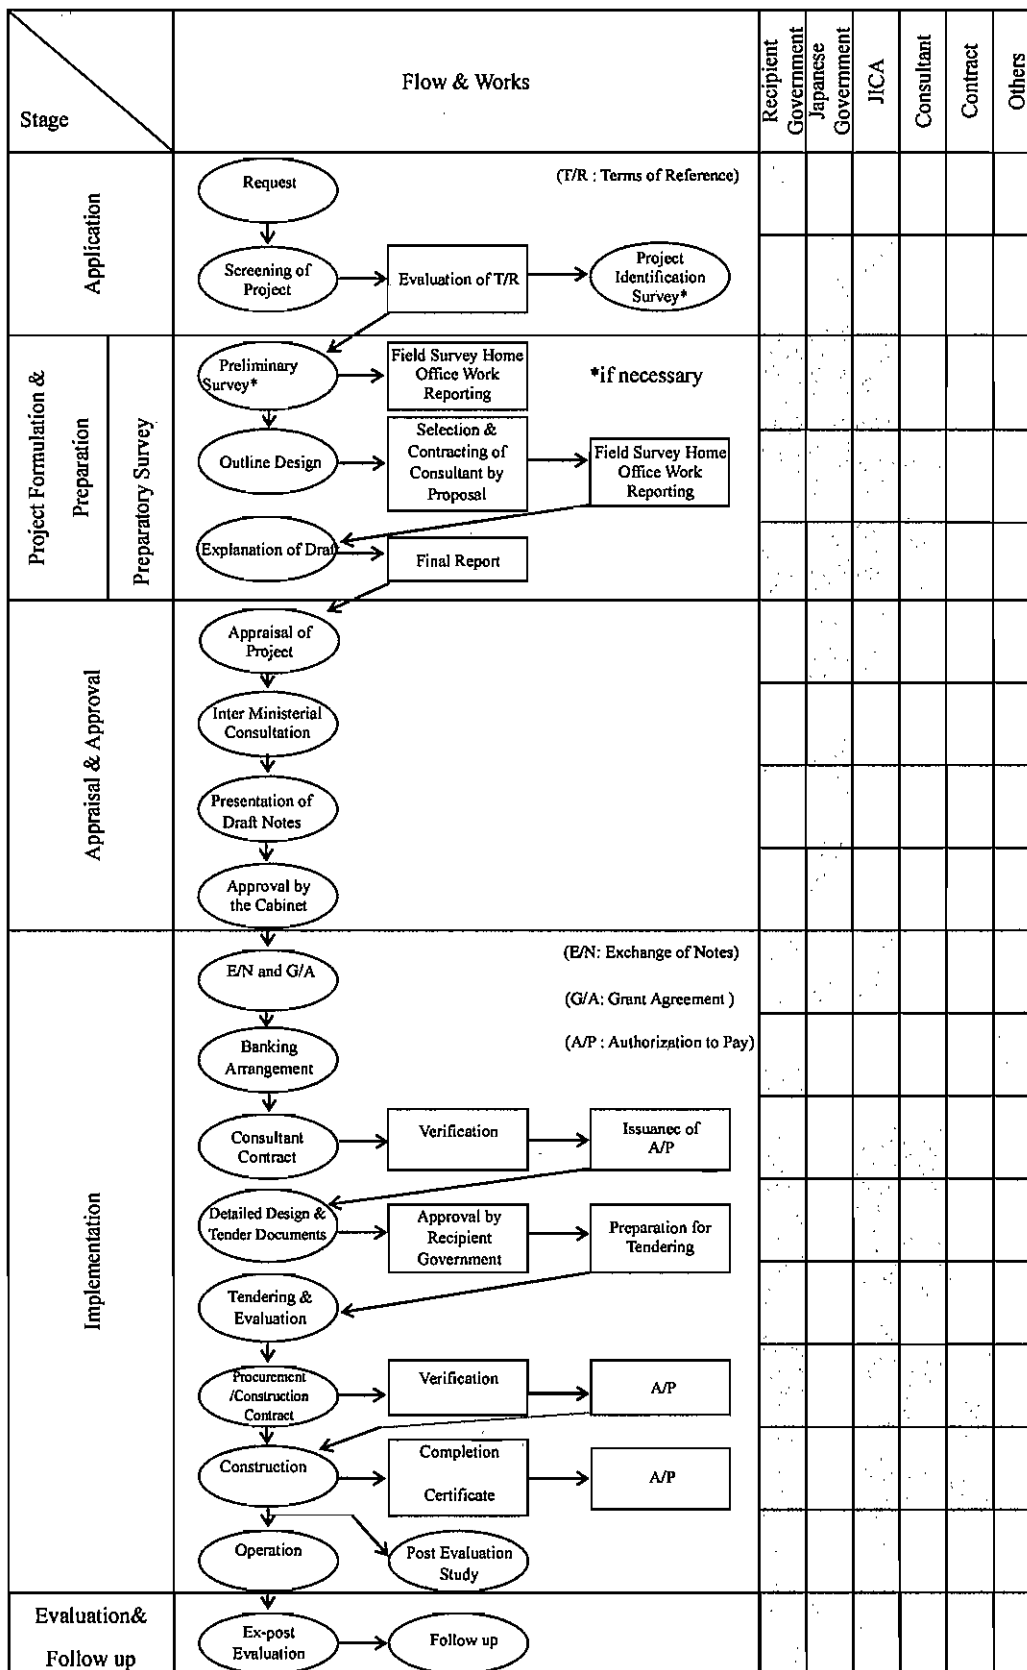 Stage
Flow & Works
Recipient
Government
Japanese
Government
JICA
Consultant
Contract
Others
Application
Request
(T/R : Terms of Reference)
Screening of
Project
Evaluation of T/R
Project
Identification
Survey*
Project Formulation &
Preparation
Preparatory Survey
Preliminary
Survey*
Field Survey Home
Office Work
Reporting
*if necessary
Outline Design
Selection &
Contracting of
Consultant by
Proposal
Field Survey Home
Office Work
Reporting
Explanation of Draft
Final Report
Appraisal & Approval
Appraisal of
Project
Inter Ministerial
Consultation
Presentation of
Draft Notes
Approval by
the Cabinet
Implementation
E/N and G/A
(E/N: Exchange of Notes)
(G/A: Grant Agreement )
(A/P : Authorization to Pay)
Banking
Arrangement
Consultant
Contract
Verification
Issuanec of
A/P
Detailed Design &
Tender Documents
Approval by
Recipient
Government
Preparation for
Tendering
Tendering &
Evaluation
Procurement
/Construction
Contract
Verification
A/P
Construction
Completion
Certificate
A/P
Operation
Post Evaluation
Study
Evaluation&
Follow up
Ex-post
Evaluation
Follow up